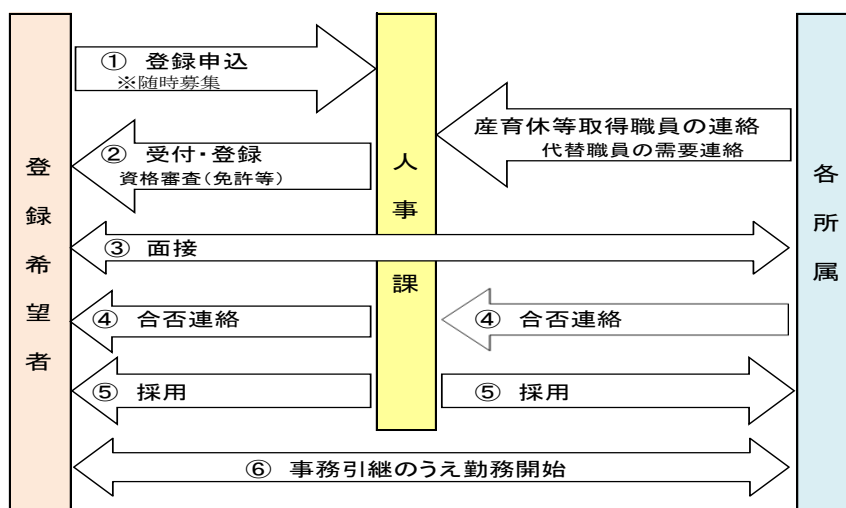 登録希望者
人事課
各所属
① 登録申込
※随時募集
産育休等取得職員の連絡
代替職員の需要連絡
② 受付・登録
資格審査（免許等）
③ 面接
④ 合否連絡
④ 合否連絡
⑤ 採用
⑤ 採用
⑥ 事務引継のうえ勤務開始